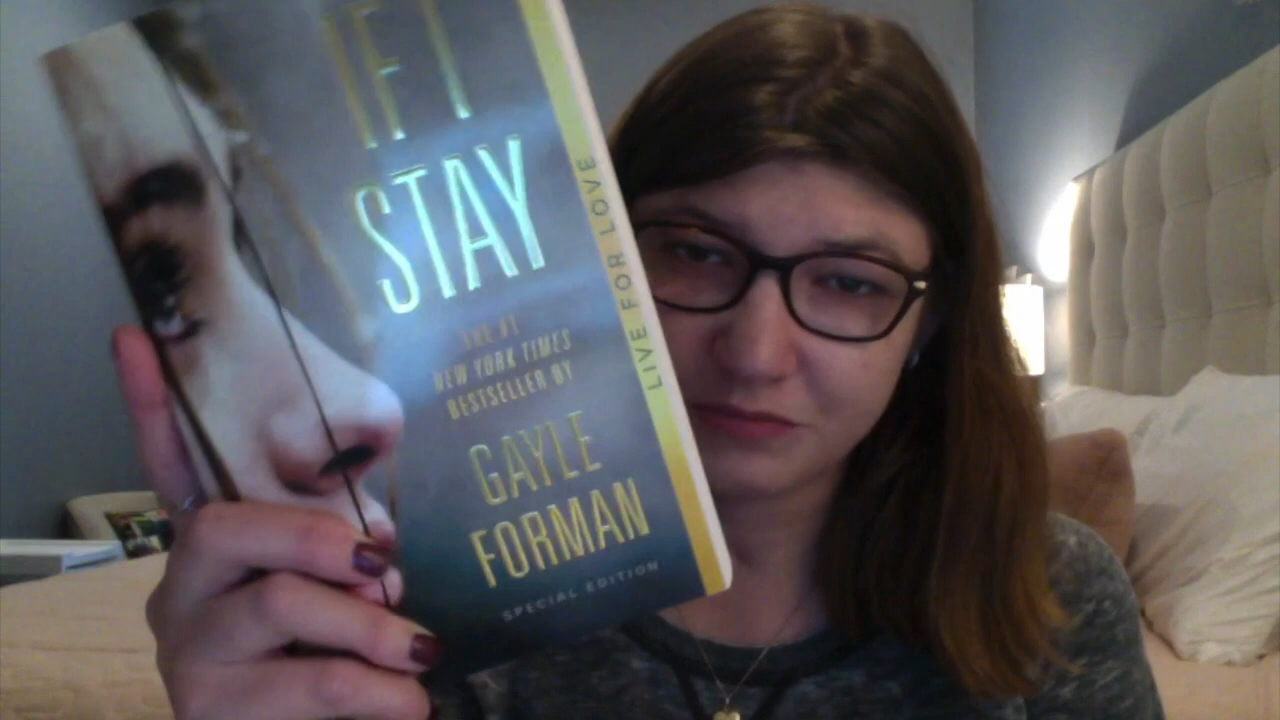 IF I
STAY
THE #1
NEW YORK TIMES
BESTSELLER BY
GAYLE
FORMAN
SPECIAL EDITION
LIVE FOR LOVE